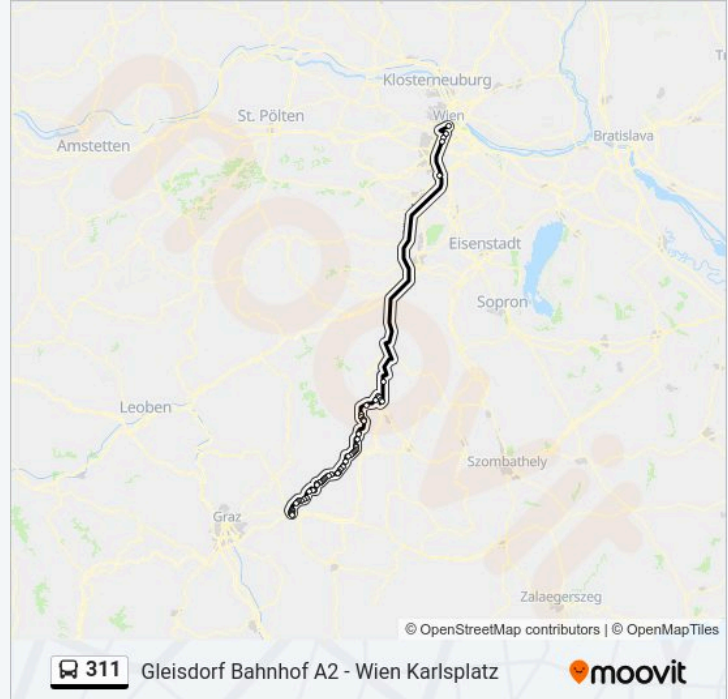 Klosterneuburg
Wien
St. Pölten
Bratislava
Amstetten
Eisenstadt
Sopron
Leoben
Szombathely
Graz
Zalaegerszeg
© OpenStreetMap contributors | © OpenMapTiles
311 Gleisdorf Bahnhof A2 - Wien Karlsplatz
moovit
moovit